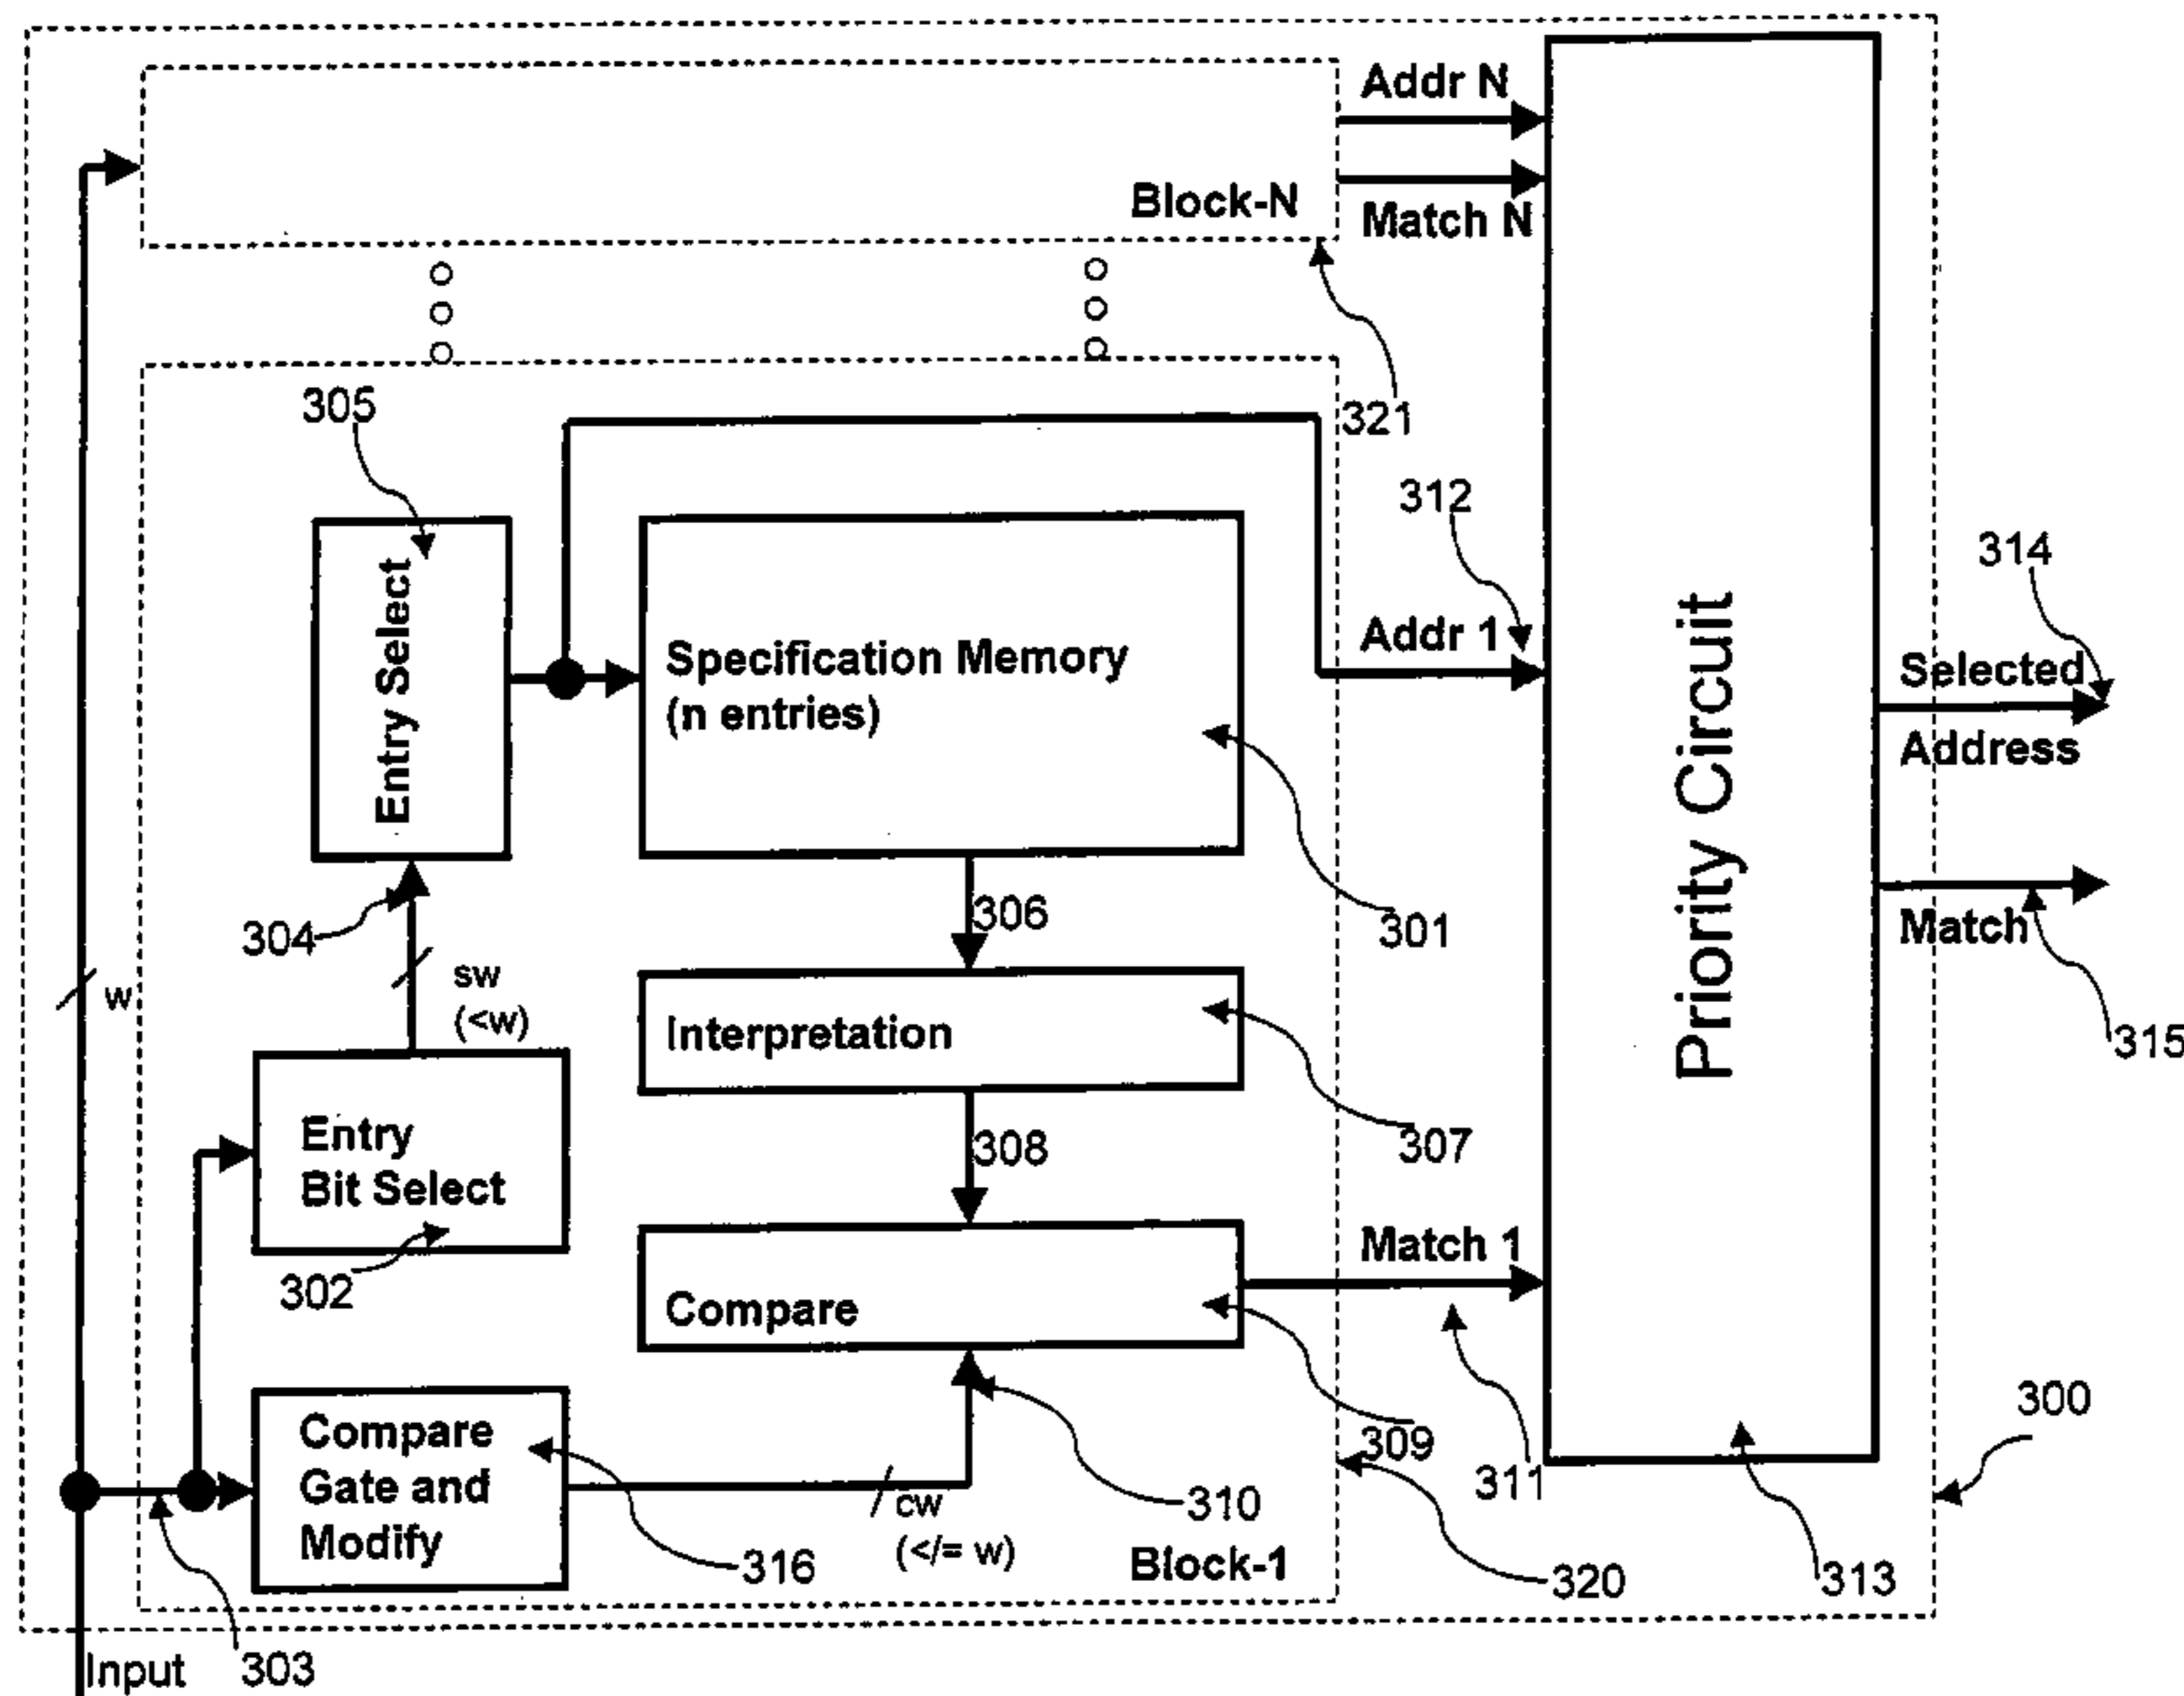 Addr N
Block-N
Match N
305
321
312
314
Entry Select
Specification Memory
(n entries)
Addr 1
Priority Circuit
Selected
Address
304
306
301
Match
w
sw
(<w)
Interpretation
315
Entry
Bit Select
308
307
302
Compare
Match 1
300
Compare
Gate and
Modify
309
311
cw
(</= w)
310
316
Block-1
320
313
Input
303